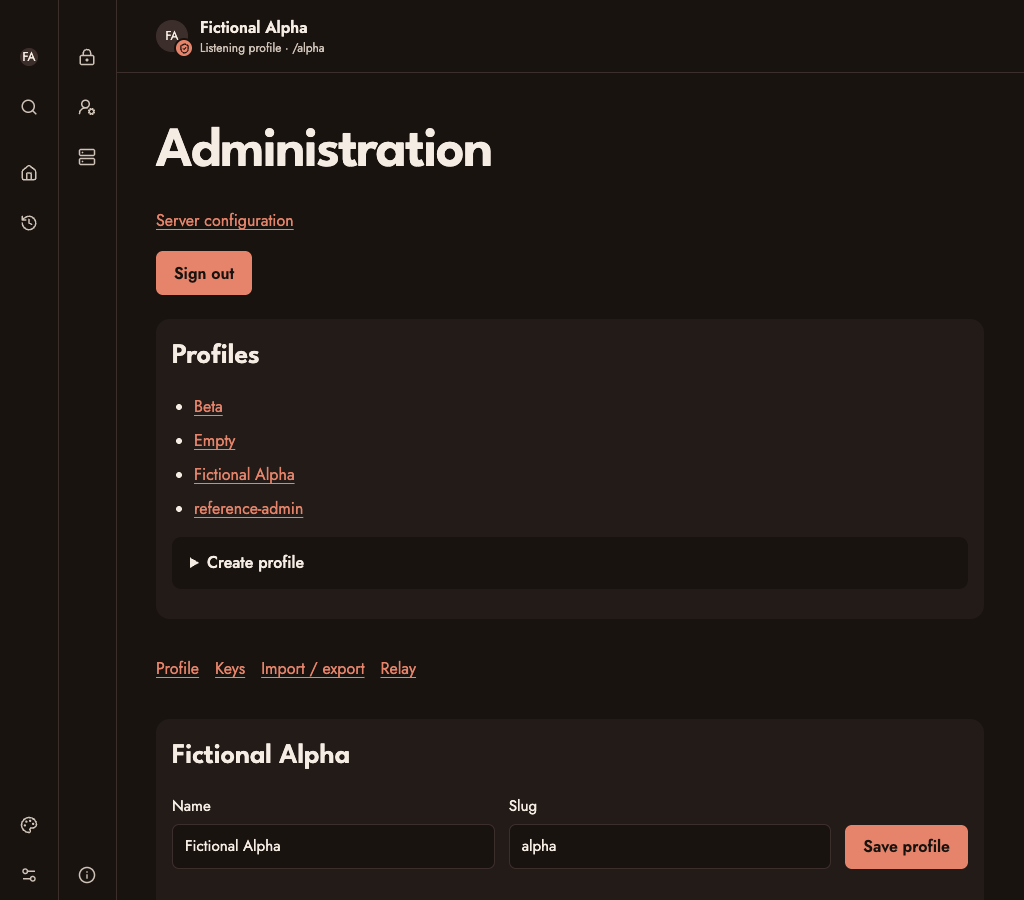 FA
FA
Fictional Alpha
Listening profile · /alpha
Administration
Server configuration
Sign out
Profiles
Beta
Empty
Fictional Alpha
reference-admin
Create profile
Profile Keys Import / export Relay
Fictional Alpha
Name Slug
Fictional Alpha alpha Save profile